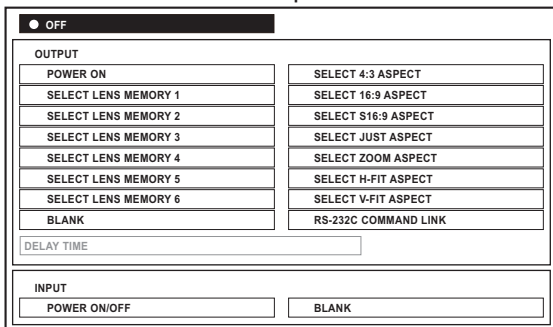 OFF
OUTPUT
POWER ON
SELECT 4:3 ASPECT
SELECT LENS MEMORY 1
SELECT 16:9 ASPECT
SELECT LENS MEMORY 2
SELECT S16:9 ASPECT
SELECT LENS MEMORY 3
SELECT JUST ASPECT
SELECT LENS MEMORY 4
SELECT ZOOM ASPECT
SELECT LENS MEMORY 5
SELECT H-FIT ASPECT
SELECT LENS MEMORY 6
SELECT V-FIT ASPECT
BLANK
RS-232C COMMAND LINK
DELAY TIME
INPUT
POWER ON/OFF
BLANK